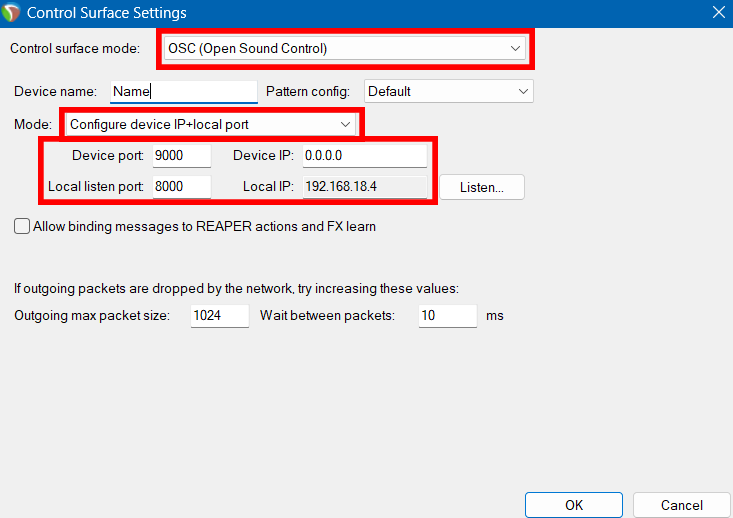 Control Surface Settings
Control surface mode: OSC (Open Sound Control)
Device name: Name Pattern config: Default
Mode: Configure device IP+local port
Device port: 9000 Device IP: 0.0.0.0
Local listen port: 8000 Local IP: 192.168.18.4 Listen...
Allow binding messages to REAPER actions and FX learn
If outgoing packets are dropped by the network, try increasing these values:
Outgoing max packet size: 1024 Wait between packets: 10 ms
OK Cancel